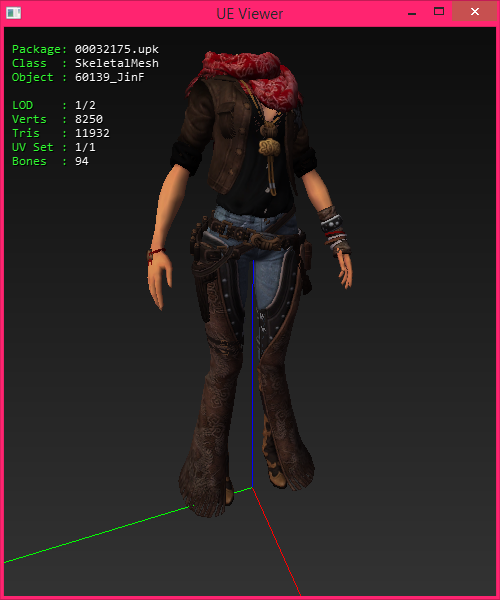 UE Viewer
Package: 00032175.upk
Class  : SkeletalMesh
Object : 60139_JinF
LOD    : 1/2
Verts  : 8250
Tris   : 11932
UV Set : 1/1
Bones  : 94